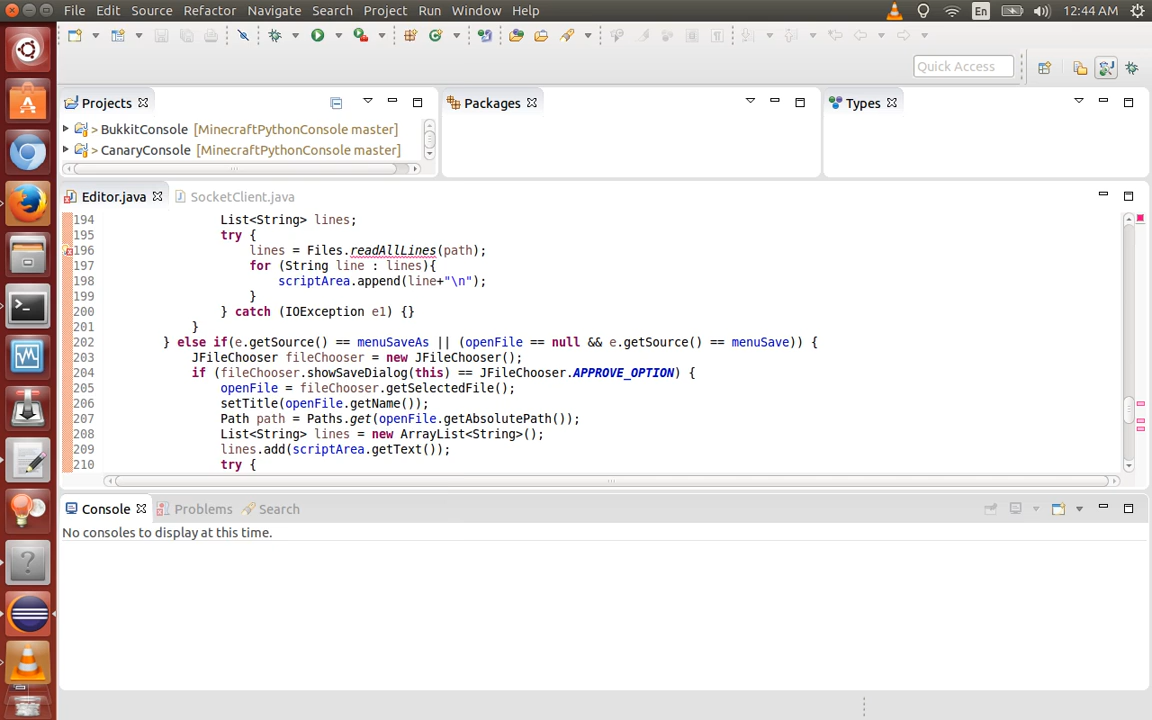 File Edit Source Refactor Navigate Search Project Run Window Help En 12:44 AM
Quick Access
Projects Packages Types
> BukkitConsole [MinecraftPythonConsole master]
> CanaryConsole [MinecraftPythonConsole master]
Editor.java SocketClient.java
194 List<String> lines;
195 try {
196 lines = Files.readAllLines(path);
197 for (String line : lines){
198 scriptArea.append(line+"\n");
199 }
200 } catch (IOException e1) {}
201 }
202 } else if(e.getSource() == menuSaveAs || (openFile == null && e.getSource() == menuSave)) {
203 JFileChooser fileChooser = new JFileChooser();
204 if (fileChooser.showSaveDialog(this) == JFileChooser.APPROVE_OPTION) {
205 openFile = fileChooser.getSelectedFile();
206 setTitle(openFile.getName());
207 Path path = Paths.get(openFile.getAbsolutePath());
208 List<String> lines = new ArrayList<String>();
209 lines.add(scriptArea.getText());
210 try {
Console Problems Search
No consoles to display at this time.